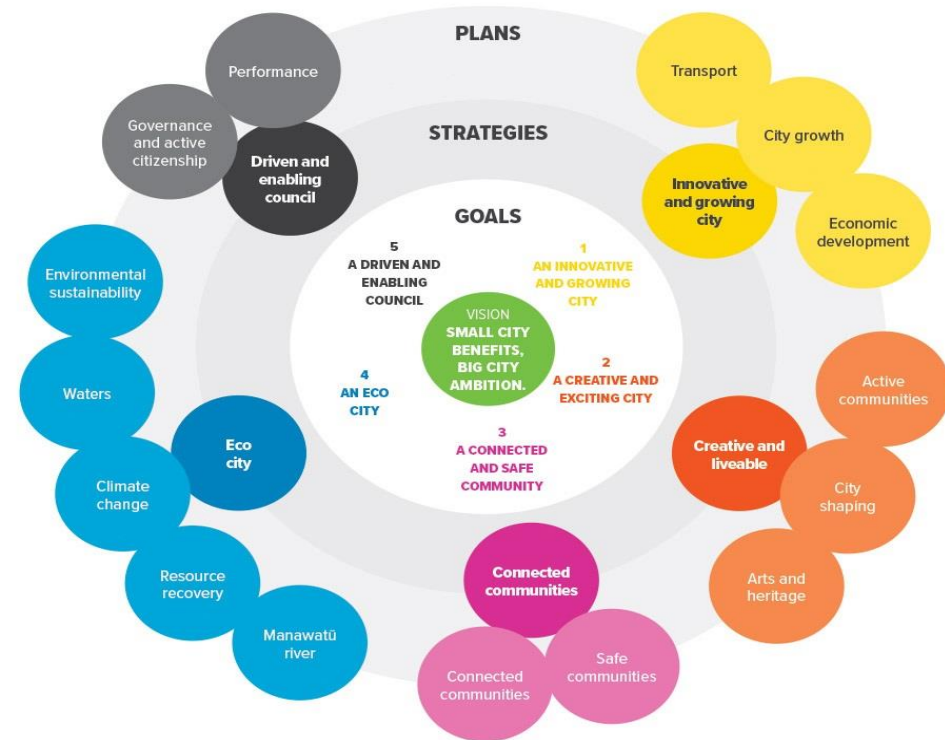 PLANS
STRATEGIES
GOALS
VISION
SMALL CITY
BENEFITS,
BIG CITY
AMBITION.
1
AN INNOVATIVE
AND GROWING
CITY
2
A CREATIVE AND
EXCITING CITY
3
A CONNECTED
AND SAFE
COMMUNITY
4
AN ECO
CITY
5
A DRIVEN AND
ENABLING
COUNCIL
Innovative
and growing
city
Transport
City growth
Economic
development
Creative and
liveable
Active
communities
City
shaping
Arts and
heritage
Connected
communities
Safe
communities
Connected
communities
Eco
city
Manawatū
river
Resource
recovery
Climate
change
Waters
Environmental
sustainability
Driven and
enabling
council
Governance
and active
citizenship
Performance